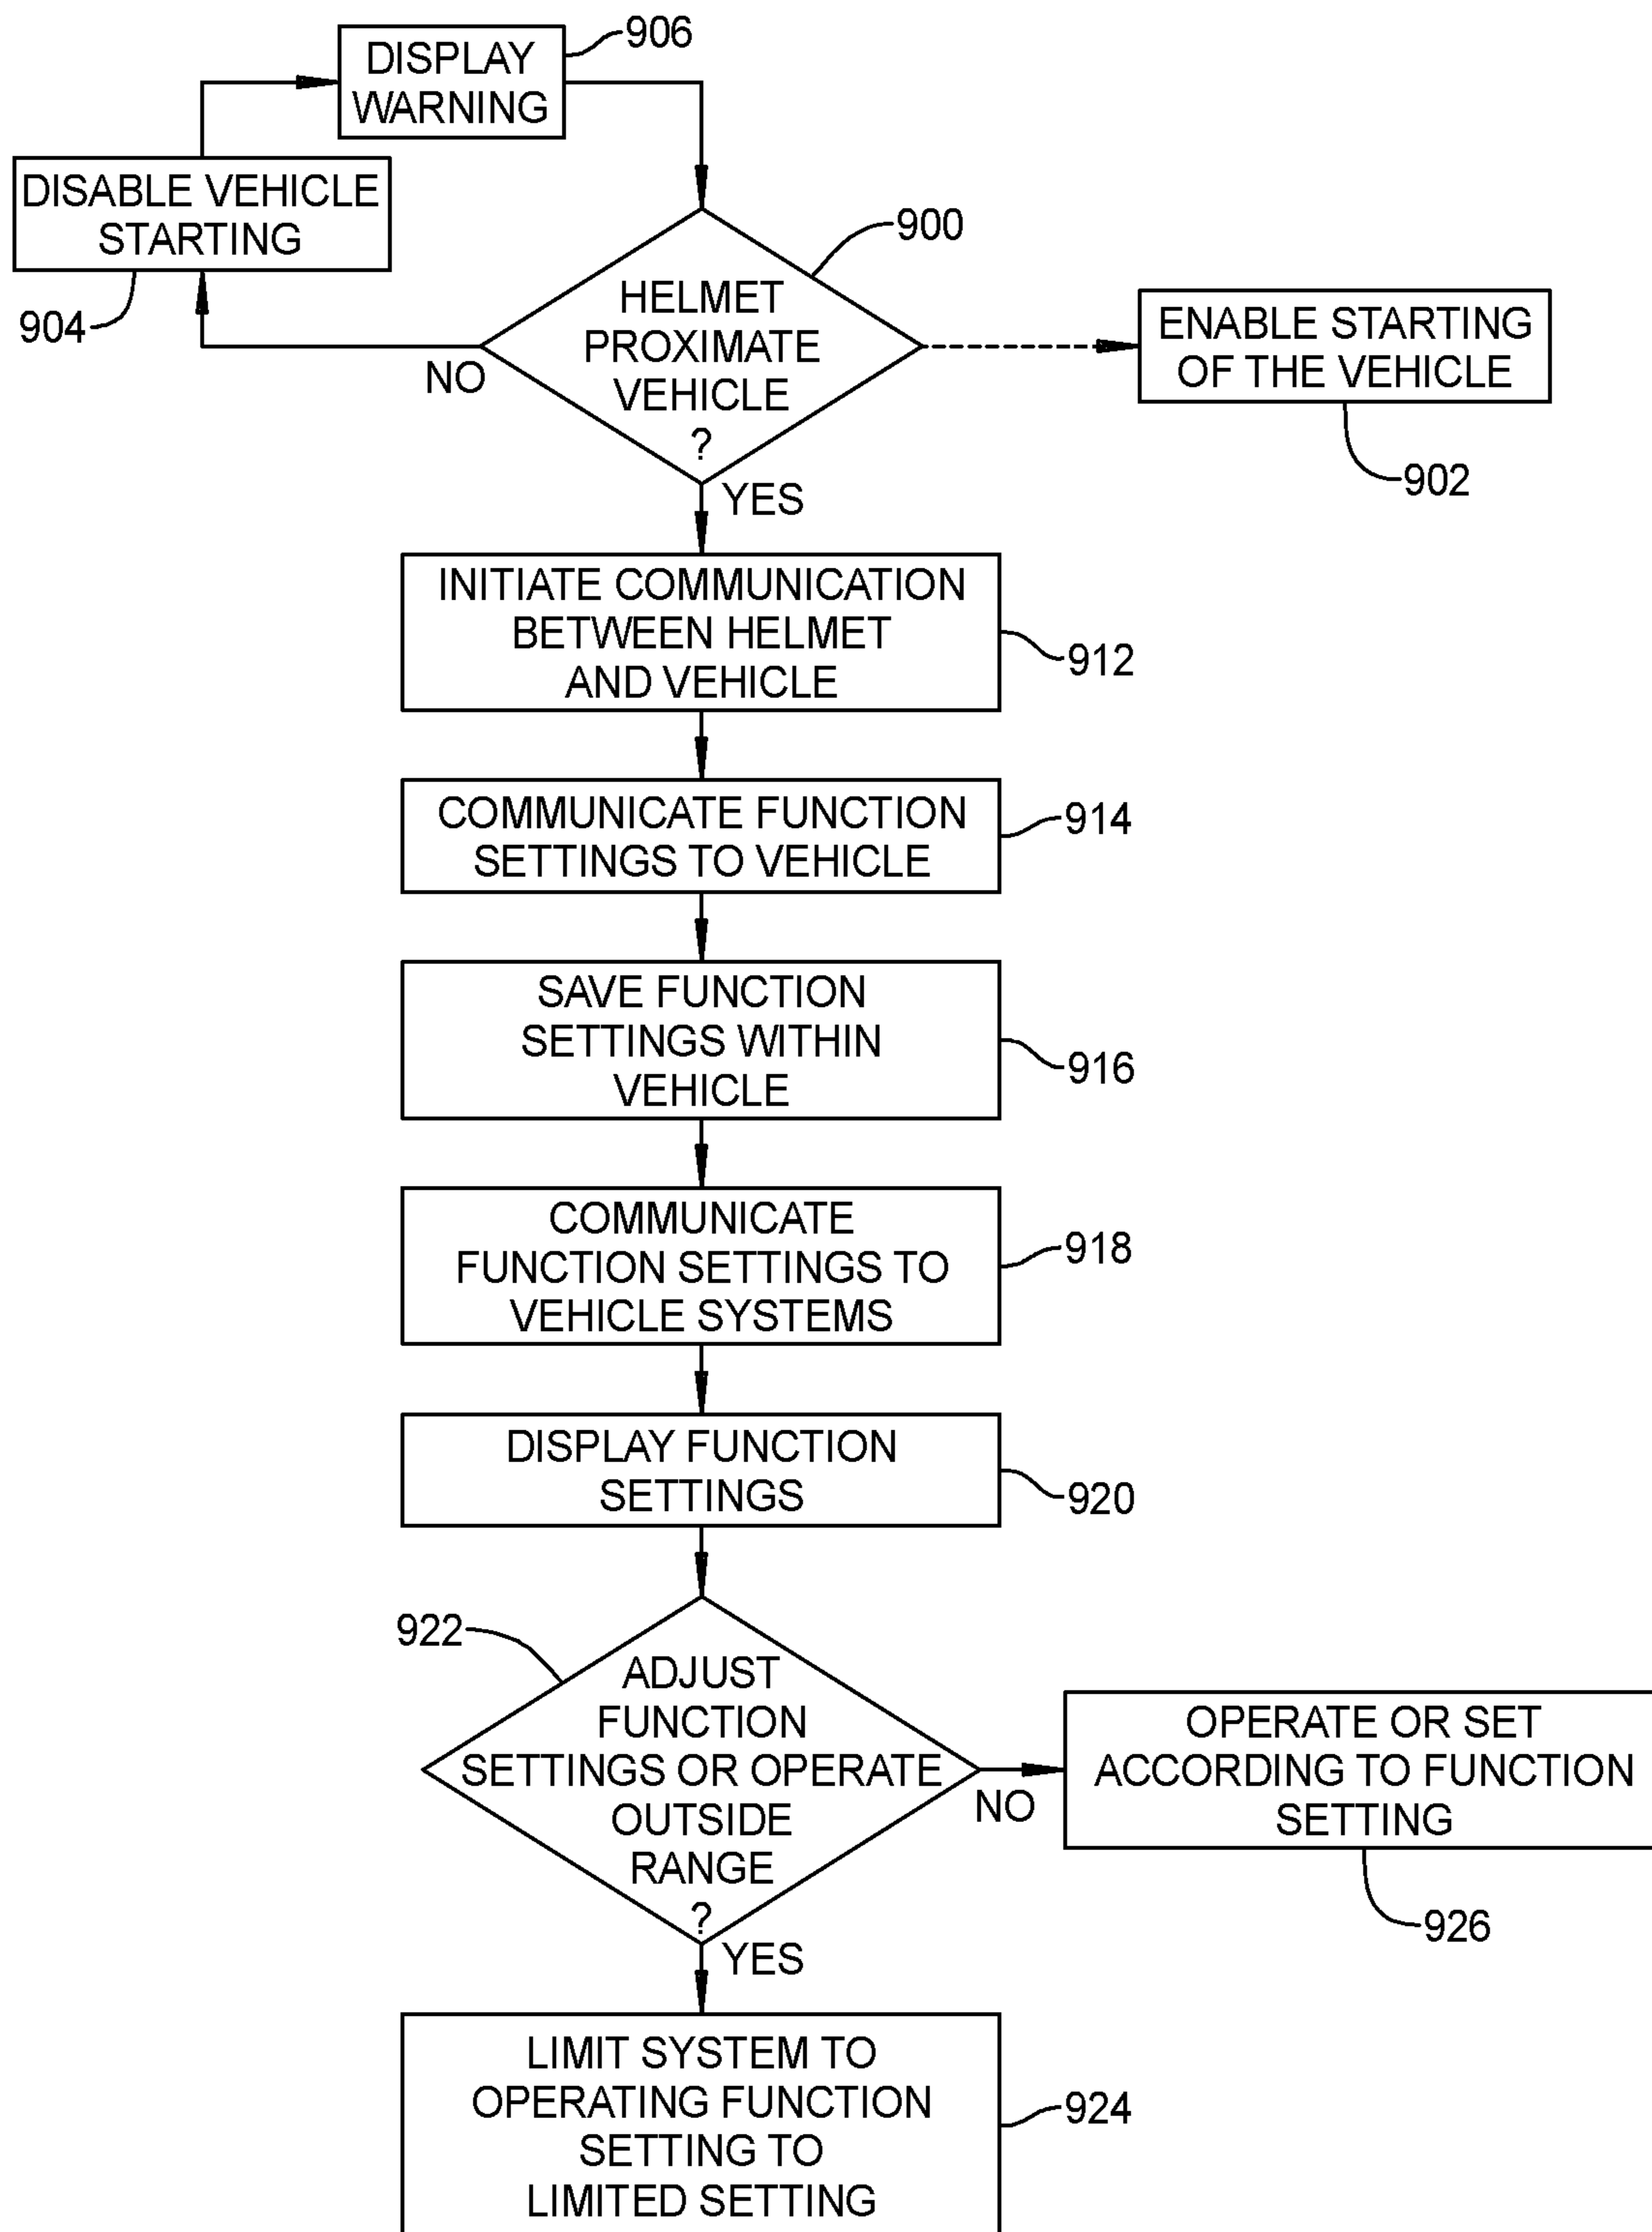 906
DISPLAY
WARNING
DISABLE VEHICLE
STARTING
904
900
HELMET
PROXIMATE
VEHICLE
?
NO
YES
ENABLE STARTING
OF THE VEHICLE
902
INITIATE COMMUNICATION
BETWEEN HELMET
AND VEHICLE
912
COMMUNICATE FUNCTION
SETTINGS TO VEHICLE
914
SAVE FUNCTION
SETTINGS WITHIN
VEHICLE
916
COMMUNICATE
FUNCTION SETTINGS TO
VEHICLE SYSTEMS
918
DISPLAY FUNCTION
SETTINGS
920
922
ADJUST
FUNCTION
SETTINGS OR OPERATE
OUTSIDE
RANGE
?
NO
YES
OPERATE OR SET
ACCORDING TO FUNCTION
SETTING
926
LIMIT SYSTEM TO
OPERATING FUNCTION
SETTING TO
LIMITED SETTING
924